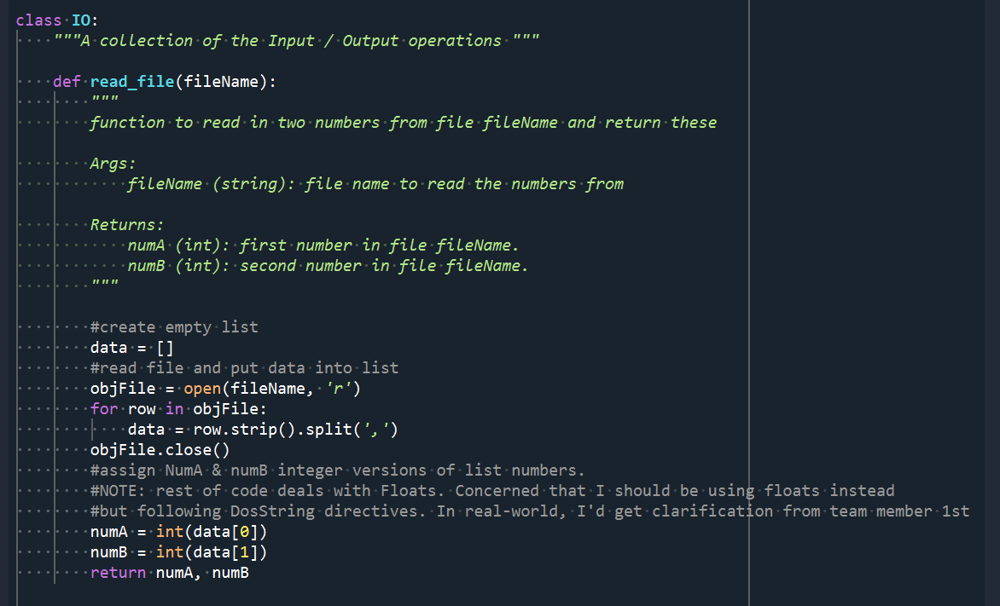 class IO:
    """A collection of the Input / Output operations """
    def read_file(fileName):
        """
        function to read in two numbers from file fileName and return these
        Args:
            fileName (string): file name to read the numbers from
        Returns:
            numA (int): first number in file fileName.
            numB (int): second number in file fileName.
        """
        #create empty list
        data = []
        #read file and put data into list
        objFile = open(fileName, 'r')
        for row in objFile:
            data = row.strip().split(',')
        objFile.close()
        #assign NumA & numB integer versions of list numbers.
        #NOTE: rest of code deals with Floats. Concerned that I should be using floats instead
        #but following DosString directives. In real-world, I'd get clarification from team member 1st
        numA = int(data[0])
        numB = int(data[1])
        return numA, numB